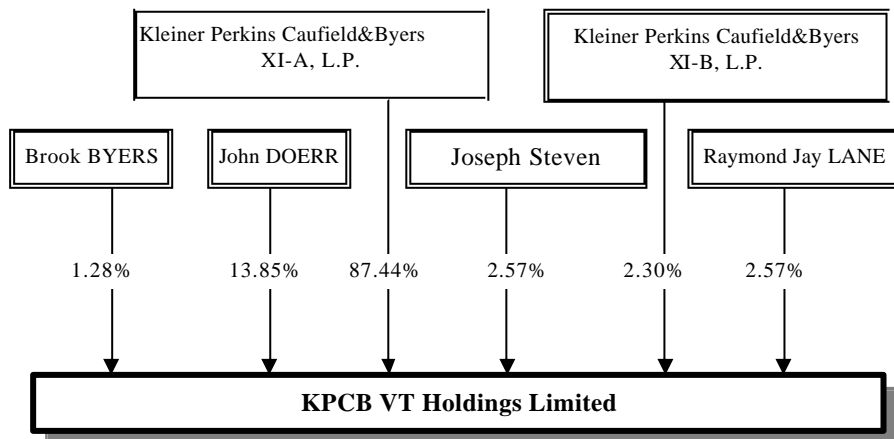 Kleiner Perkins Caufield&Byers
XI-A, L.P.
Kleiner Perkins Caufield&Byers
XI-B, L.P.
Brook BYERS
John DOERR
Joseph Steven
Raymond Jay LANE
1.28%
13.85%
87.44%
2.57%
2.30%
2.57%
KPCB VT Holdings Limited